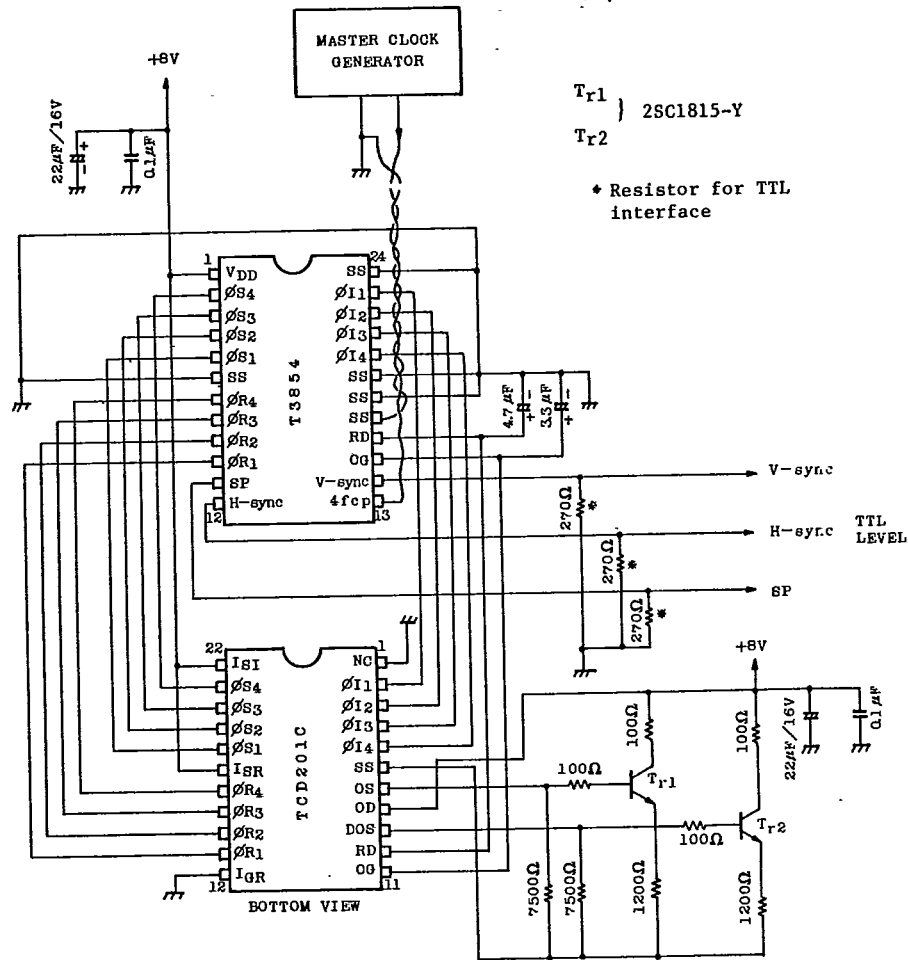 MASTER CLOCK
GENERATOR
+8V
22μF/16V
0.1μF
Tr1
Tr2
} 2SC1815-Y
* Resistor for TTL
interface
1
24
VDD
ØS4
ØS3
ØS2
ØS1
SS
ØR4
ØR3
ØR2
ØR1
SP
H-sync
12
T3854
SS
ØI1
ØI2
ØI3
ØI4
SS
SS
SS
RD
OG
V-sync
4fcp
13
4.7μF
3.3μF
V-sync
H-sync
TTL
LEVEL
SP
270Ω
*
270Ω
*
270Ω
*
22
1
ISI
ØS4
ØS3
ØS2
ØS1
ISR
ØR4
ØR3
ØR2
ØR1
IGR
12
TCD201C
NC
ØI1
ØI2
ØI3
ØI4
SS
OS
OD
DOS
RD
OG
11
BOTTOM VIEW
+8V
100Ω
100Ω
22μF/16V
0.1μF
100Ω
Tr1
100Ω
Tr2
7500Ω
7500Ω
1200Ω
1200Ω